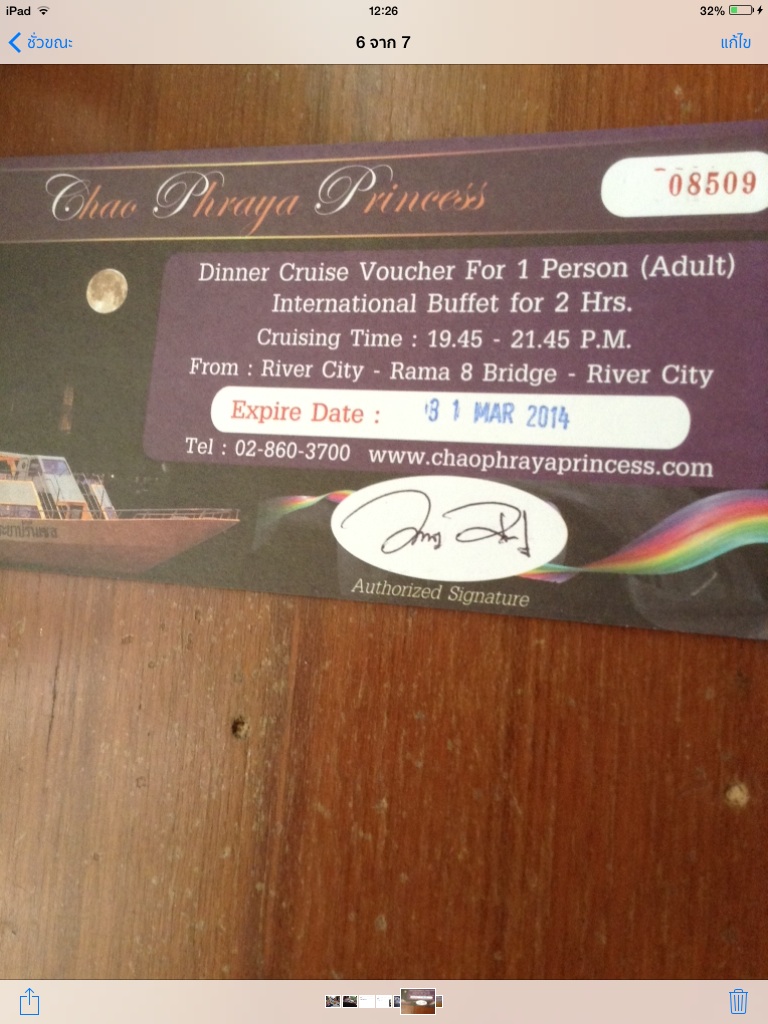 iPad 12:26 32%
ชั่วขณะ 6 จาก 7 แก้ไข
Chao Phraya Princess 08509
Dinner Cruise Voucher For 1 Person (Adult)
International Buffet for 2 Hrs.
Cruising Time : 19.45 - 21.45 P.M.
From : River City - Rama 8 Bridge - River City
Expire Date : 31 MAR 2014
Tel : 02-860-3700 www.chaophrayaprincess.com
Authorized Signature